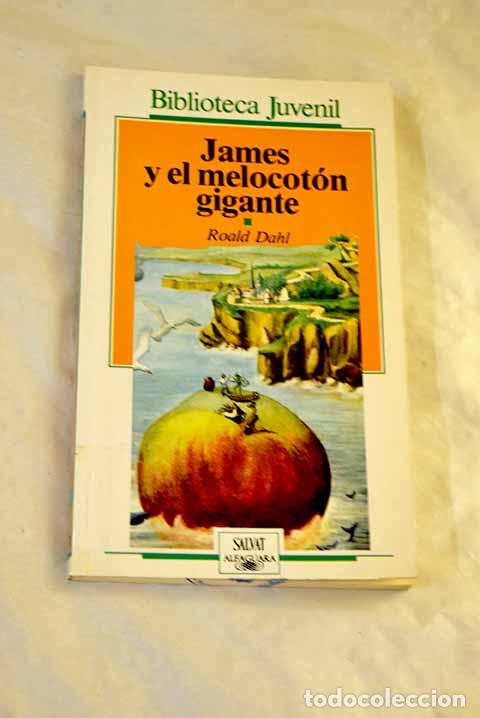 Biblioteca Juvenil
James
y el melocotón
gigante
Roald Dahl
SALVAT
ALFAGUARA
todocoleccion